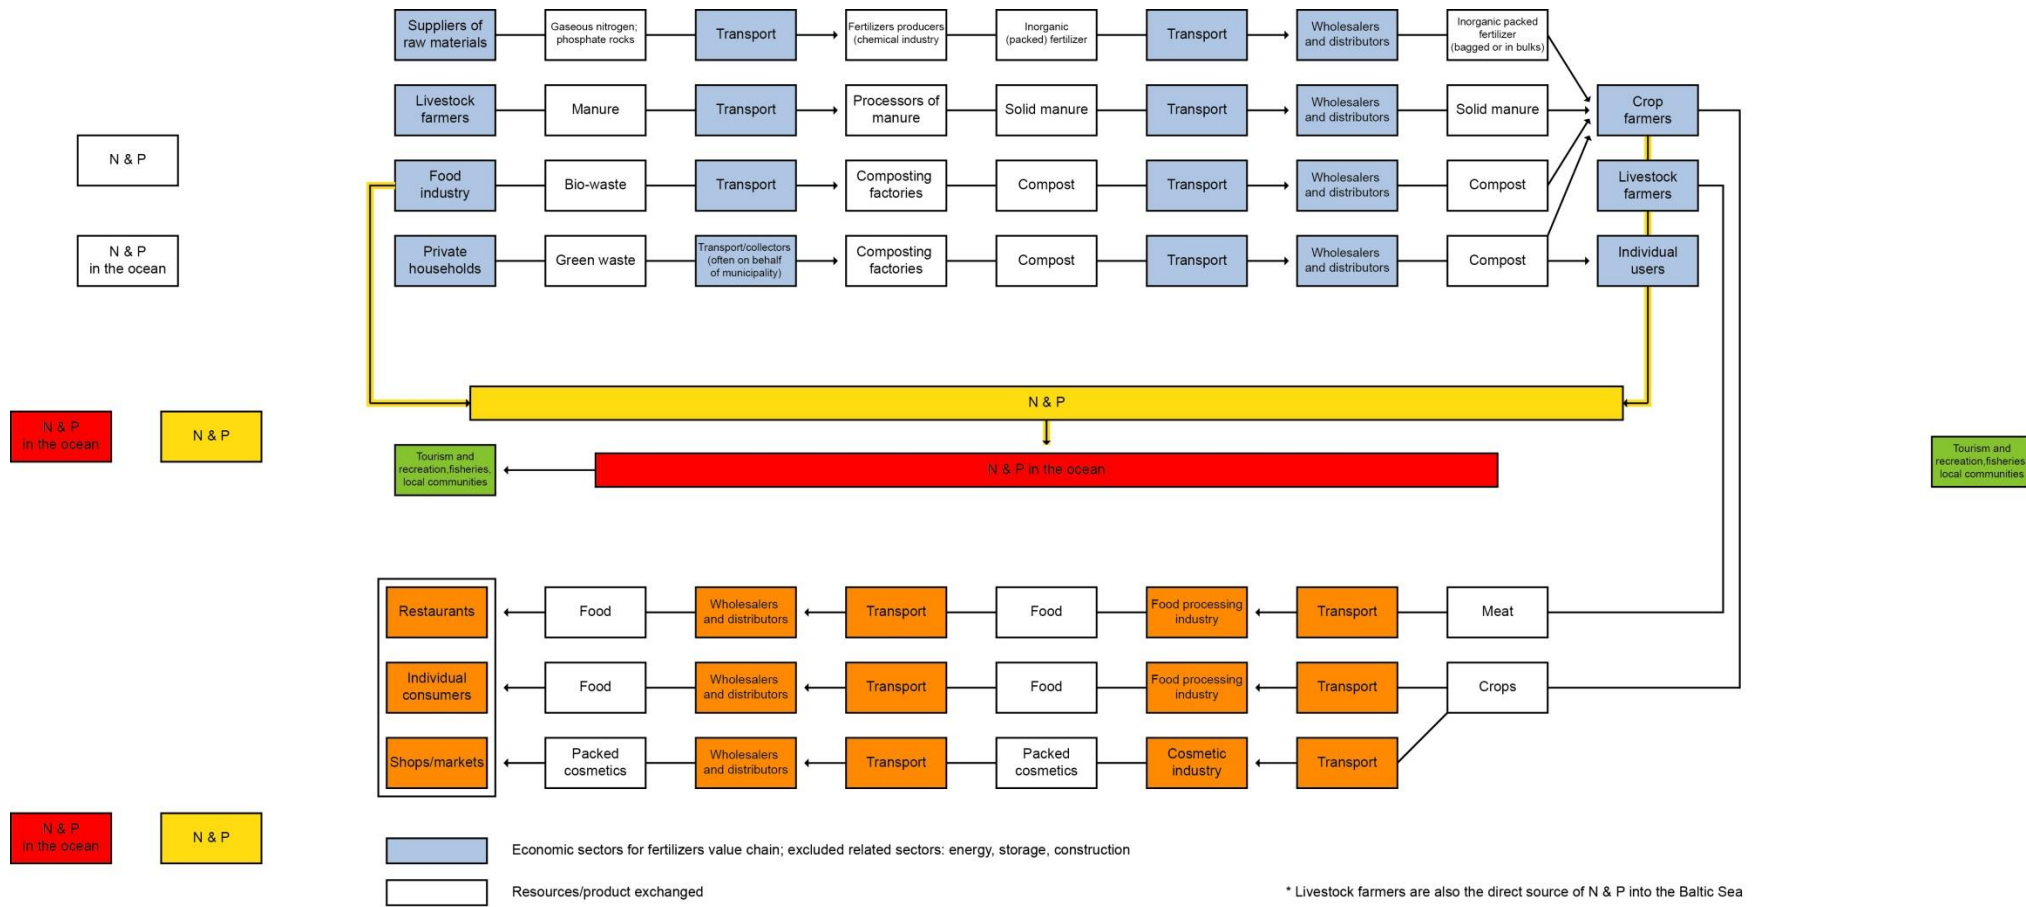 Suppliers of
raw materials
Gaseous nitrogen;
phosphate rocks
Transport
Fertilizers producers
(chemical industry
Inorganic
(packed) fertilizer
Transport
Wholesalers
and distributors
Inorganic packed
fertilizer
(bagged or in bulks)
Livestock
farmers
Manure
Transport
Processors of
manure
Solid manure
Transport
Wholesalers
and distributors
Solid manure
Crop
farmers
N & P
Food
industry
Bio-waste
Transport
Composting
factories
Compost
Transport
Wholesalers
and distributors
Compost
Livestock
farmers
N & P
in the ocean
Private
households
Green waste
Transport/collectors
(often on behalf
of municipality)
Composting
factories
Compost
Transport
Wholesalers
and distributors
Compost
Individual
users
N & P
N & P
in the ocean
N & P
Tourism and
recreation,fisheries,
local communities
N & P in the ocean
Tourism and
recreation,fisheries
local communities
Restaurants
Food
Wholesalers
and distributors
Transport
Food
Food processing
industry
Transport
Meat
Individual
consumers
Food
Wholesalers
and distributors
Transport
Food
Food processing
industry
Transport
Crops
Shops/markets
Packed
cosmetics
Wholesalers
and distributors
Transport
Packed
cosmetics
Cosmetic
industry
Transport
N & P
in the ocean
N & P
Economic sectors for fertilizers value chain; excluded related sectors: energy, storage, construction
Resources/product exchanged
* Livestock farmers are also the direct source of N & P into the Baltic Sea